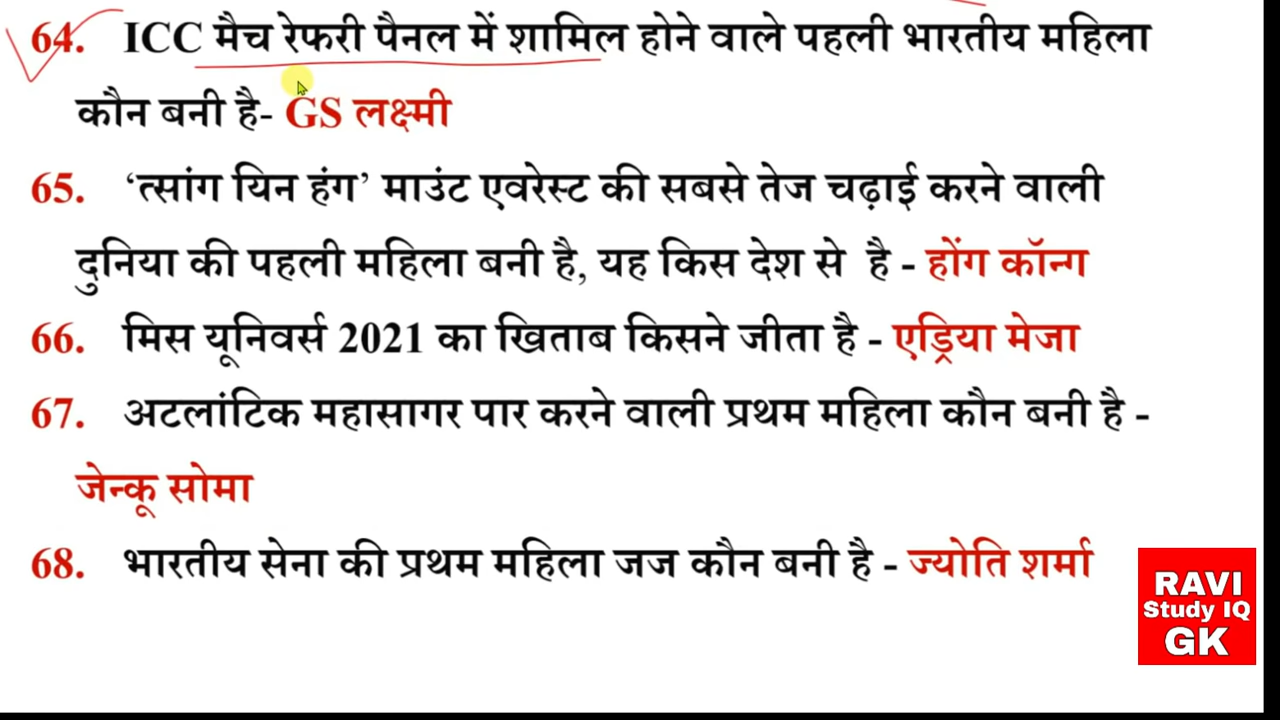 64. ICC मैच रेफरी पैनल में शामिल होने वाले पहली भारतीय महिला
कौन बनी है- GS लक्ष्मी
65. ‘त्सांग यिन हंग’ माउंट एवरेस्ट की सबसे तेज चढ़ाई करने वाली
दुनिया की पहली महिला बनी है, यह किस देश से है - होंग कॉन्ग
66. मिस यूनिवर्स 2021 का खिताब किसने जीता है - एड्रिया मेजा
67. अटलांटिक महासागर पार करने वाली प्रथम महिला कौन बनी है -
जेन्कू सोमा
68. भारतीय सेना की प्रथम महिला जज कौन बनी है - ज्योति शर्मा
RAVI
Study IQ
GK